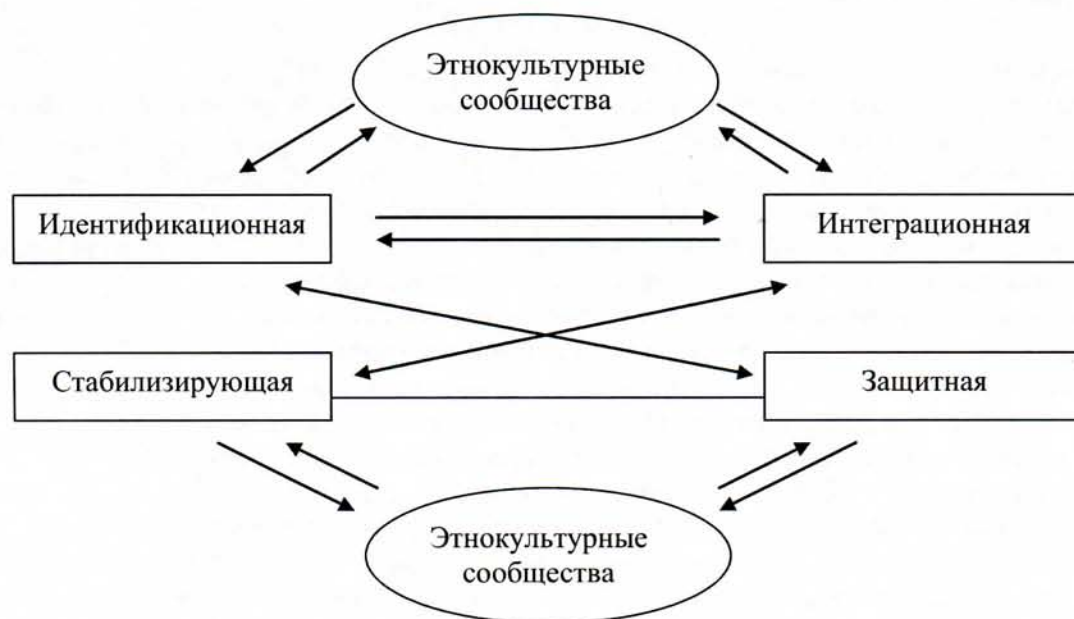 Этнокультурные
сообщества
Идентификационная
Интеграционная
Стабилизирующая
Защитная
Этнокультурные
сообщества